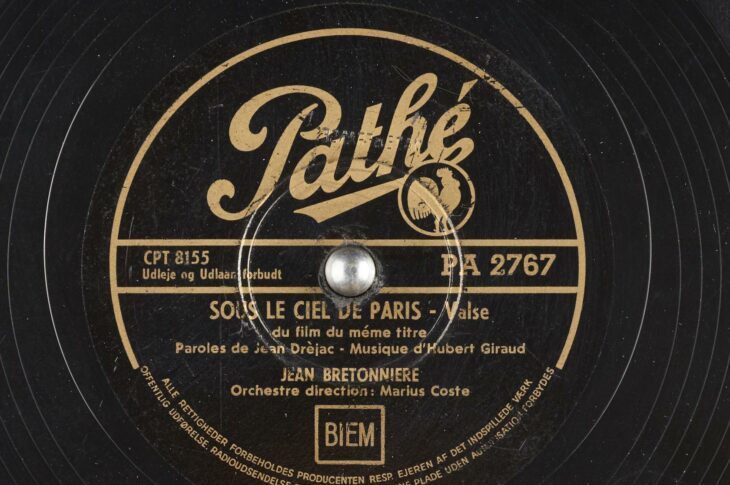 Pathé
CPT 8155
PA 2767
Udleje og Udlaan forbudt
SOUS LE CIEL DE PARIS - Valse
du film du méme titre
Paroles de Jean Drèjac - Musique d'Hubert Giraud
JEAN BRETONNIERE
Orchestre direction: Marius Coste
BIEM
ALLE RETTIGHEDER FORBEHOLDES PRODUCENTEN RESP. EJEREN AF DET INDSPILLEDE VÆRK
OFFENTLIG UDFØRELSE, RADIOUDSENDELSE PLADE UDEN AUTORISATION FORBYDES